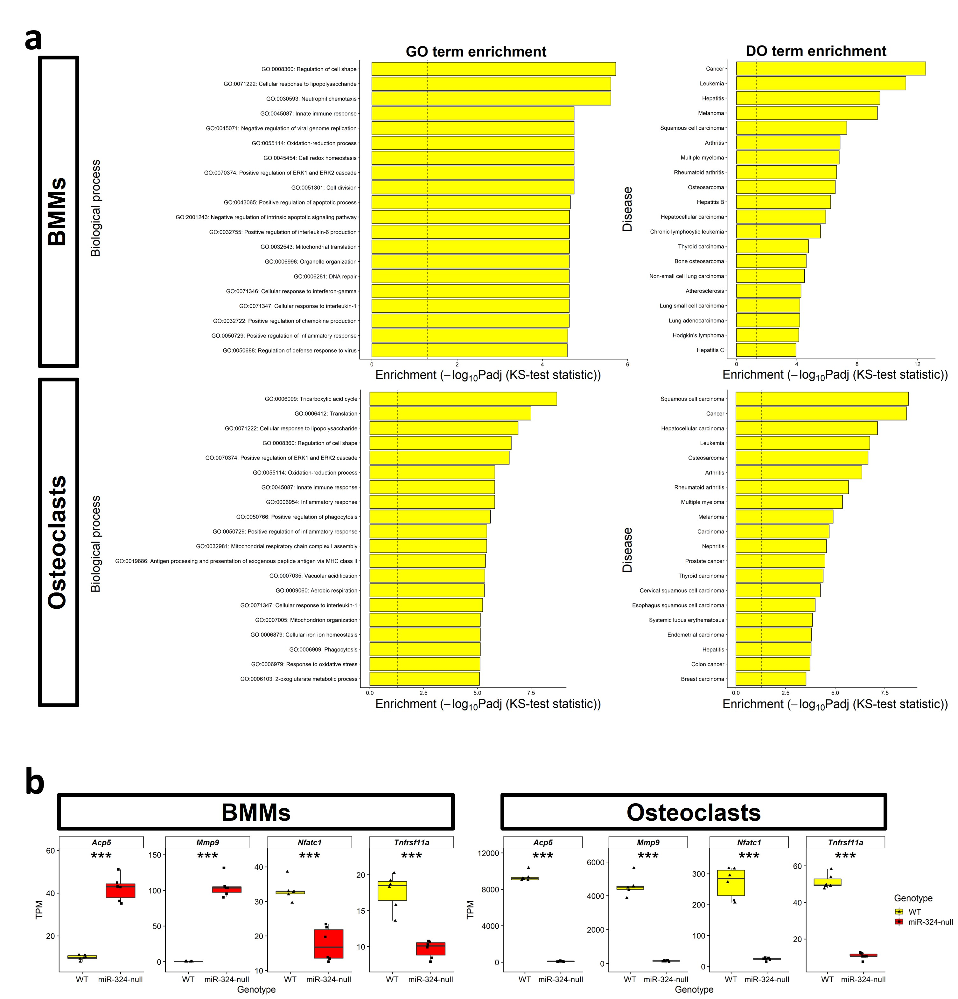 a
GO term enrichment
DO term enrichment
BMMs
Biological process
GO:0008360: Regulation of cell shape
GO:0071222: Cellular response to lipopolysaccharide
GO:0030593: Neutrophil chemotaxis
GO:0045087: Innate immune response
GO:0045071: Negative regulation of viral genome replication
GO:0055114: Oxidation-reduction process
GO:0045454: Cell redox homeostasis
GO:0070374: Positive regulation of ERK1 and ERK2 cascade
GO:0051301: Cell division
GO:0043065: Positive regulation of apoptotic process
GO:2001243: Negative regulation of intrinsic apoptotic signaling pathway
GO:0032755: Positive regulation of interleukin-6 production
GO:0032543: Mitochondrial translation
GO:0006996: Organelle organization
GO:0006281: DNA repair
GO:0071346: Cellular response to interferon-gamma
GO:0071347: Cellular response to interleukin-1
GO:0032722: Positive regulation of chemokine production
GO:0050729: Positive regulation of inflammatory response
GO:0050688: Regulation of defense response to virus
0 2 4 6
Enrichment (−log10Padj (KS-test statistic))
Disease
Cancer
Leukemia
Hepatitis
Melanoma
Squamous cell carcinoma
Arthritis
Multiple myeloma
Rheumatoid arthritis
Osteosarcoma
Hepatitis B
Hepatocellular carcinoma
Chronic lymphocytic leukemia
Thyroid carcinoma
Bone osteosarcoma
Non-small cell lung carcinoma
Atherosclerosis
Lung small cell carcinoma
Lung adenocarcinoma
Hodgkin's lymphoma
Hepatitis C
0 4 8 12
Enrichment (−log10Padj (KS-test statistic))
Osteoclasts
Biological process
GO:0006099: Tricarboxylic acid cycle
GO:0006412: Translation
GO:0071222: Cellular response to lipopolysaccharide
GO:0008360: Regulation of cell shape
GO:0070374: Positive regulation of ERK1 and ERK2 cascade
GO:0055114: Oxidation-reduction process
GO:0045087: Innate immune response
GO:0006954: Inflammatory response
GO:0050766: Positive regulation of phagocytosis
GO:0050729: Positive regulation of inflammatory response
GO:0032981: Mitochondrial respiratory chain complex I assembly
GO:0019886: Antigen processing and presentation of exogenous peptide antigen via MHC class II
GO:0007035: Vacuolar acidification
GO:0009060: Aerobic respiration
GO:0071347: Cellular response to interleukin-1
GO:0007005: Mitochondrion organization
GO:0006879: Cellular iron ion homeostasis
GO:0006909: Phagocytosis
GO:0006979: Response to oxidative stress
GO:0006103: 2-oxoglutarate metabolic process
0.0 2.5 5.0 7.5
Enrichment (−log10Padj (KS-test statistic))
Disease
Squamous cell carcinoma
Cancer
Hepatocellular carcinoma
Leukemia
Osteosarcoma
Arthritis
Rheumatoid arthritis
Multiple myeloma
Melanoma
Carcinoma
Nephritis
Prostate cancer
Thyroid carcinoma
Cervical squamous cell carcinoma
Esophagus squamous cell carcinoma
Systemic lupus erythematosus
Endometrial carcinoma
Hepatitis
Colon cancer
Breast carcinoma
0.0 2.5 5.0 7.5
Enrichment (−log10Padj (KS-test statistic))
b
BMMs
TPM
Acp5
***
60
40
20
WT miR-324-null
Mmp9
***
150
100
50
0
WT miR-324-null
Nfatc1
***
40
30
20
10
WT miR-324-null
Tnfrsf11a
***
20
15
10
WT miR-324-null
Genotype
Osteoclasts
TPM
Acp5
***
12000
8000
4000
0
WT miR-324-null
Mmp9
***
6000
4000
2000
0
WT miR-324-null
Nfatc1
***
300
200
100
0
WT miR-324-null
Tnfrsf11a
***
60
40
20
WT miR-324-null
Genotype
Genotype
WT
miR-324-null